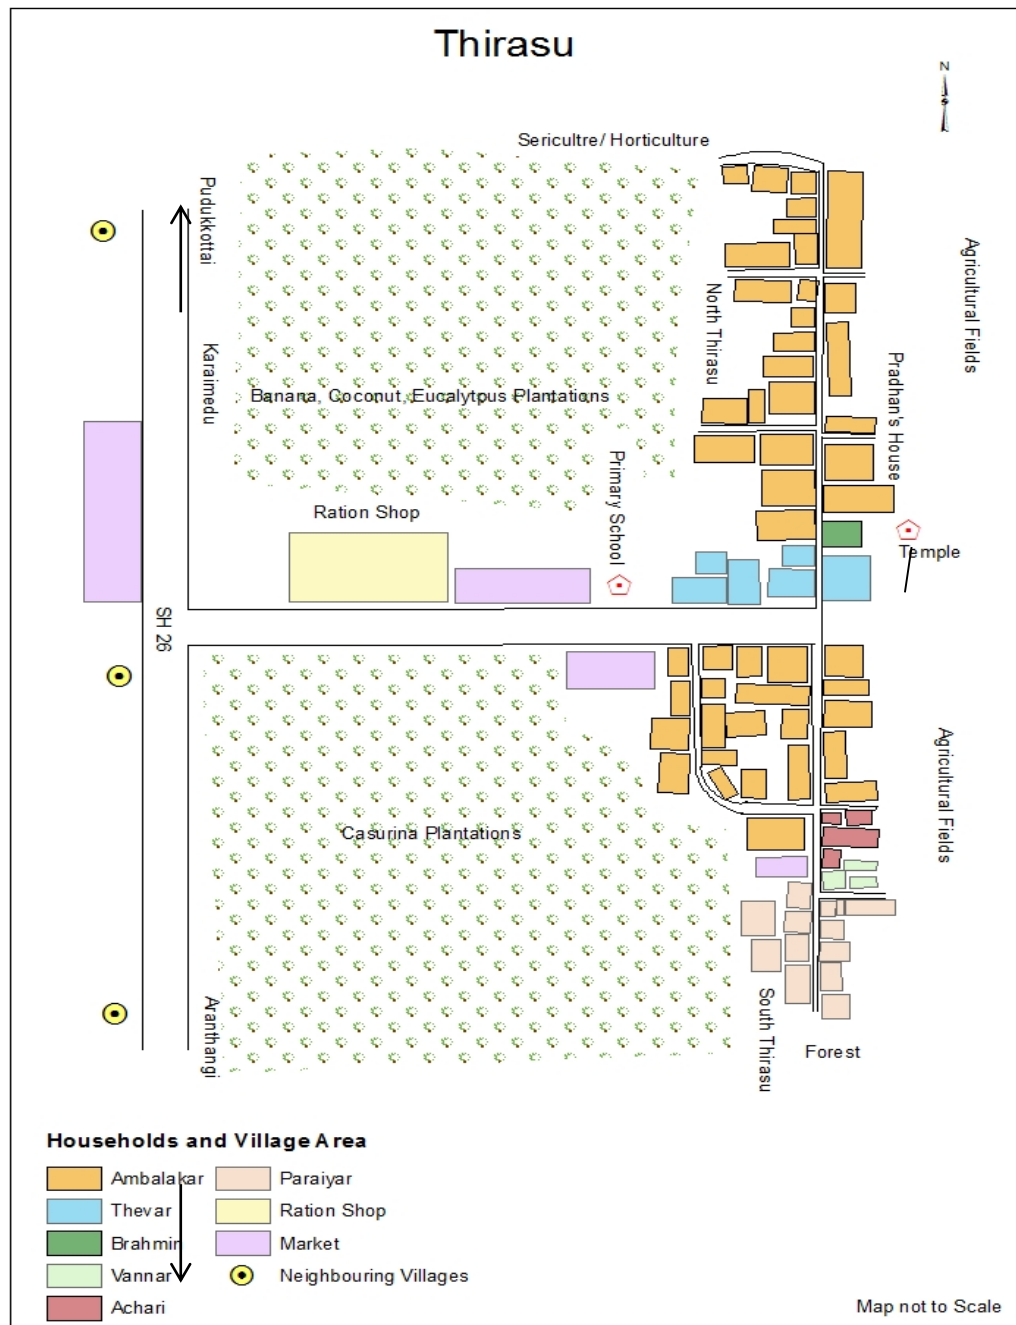 Thirasu
N
Sericultre/ Horticulture
Pudukkottai
Karaimedu
Agricultural Fields
North Thirasu
Pradhan's House
Banana, Coconut, Eucalytpus Plantations
Primary School
Ration Shop
Temple
SH 26
Agricultural Fields
Casurina Plantations
Aranthangi
South Thirasu
Forest
Households and Village Area
Ambalakar
Paraiyar
Thevar
Ration Shop
Brahmin
Market
Vannar
Neighbouring Villages
Achari
Map not to Scale